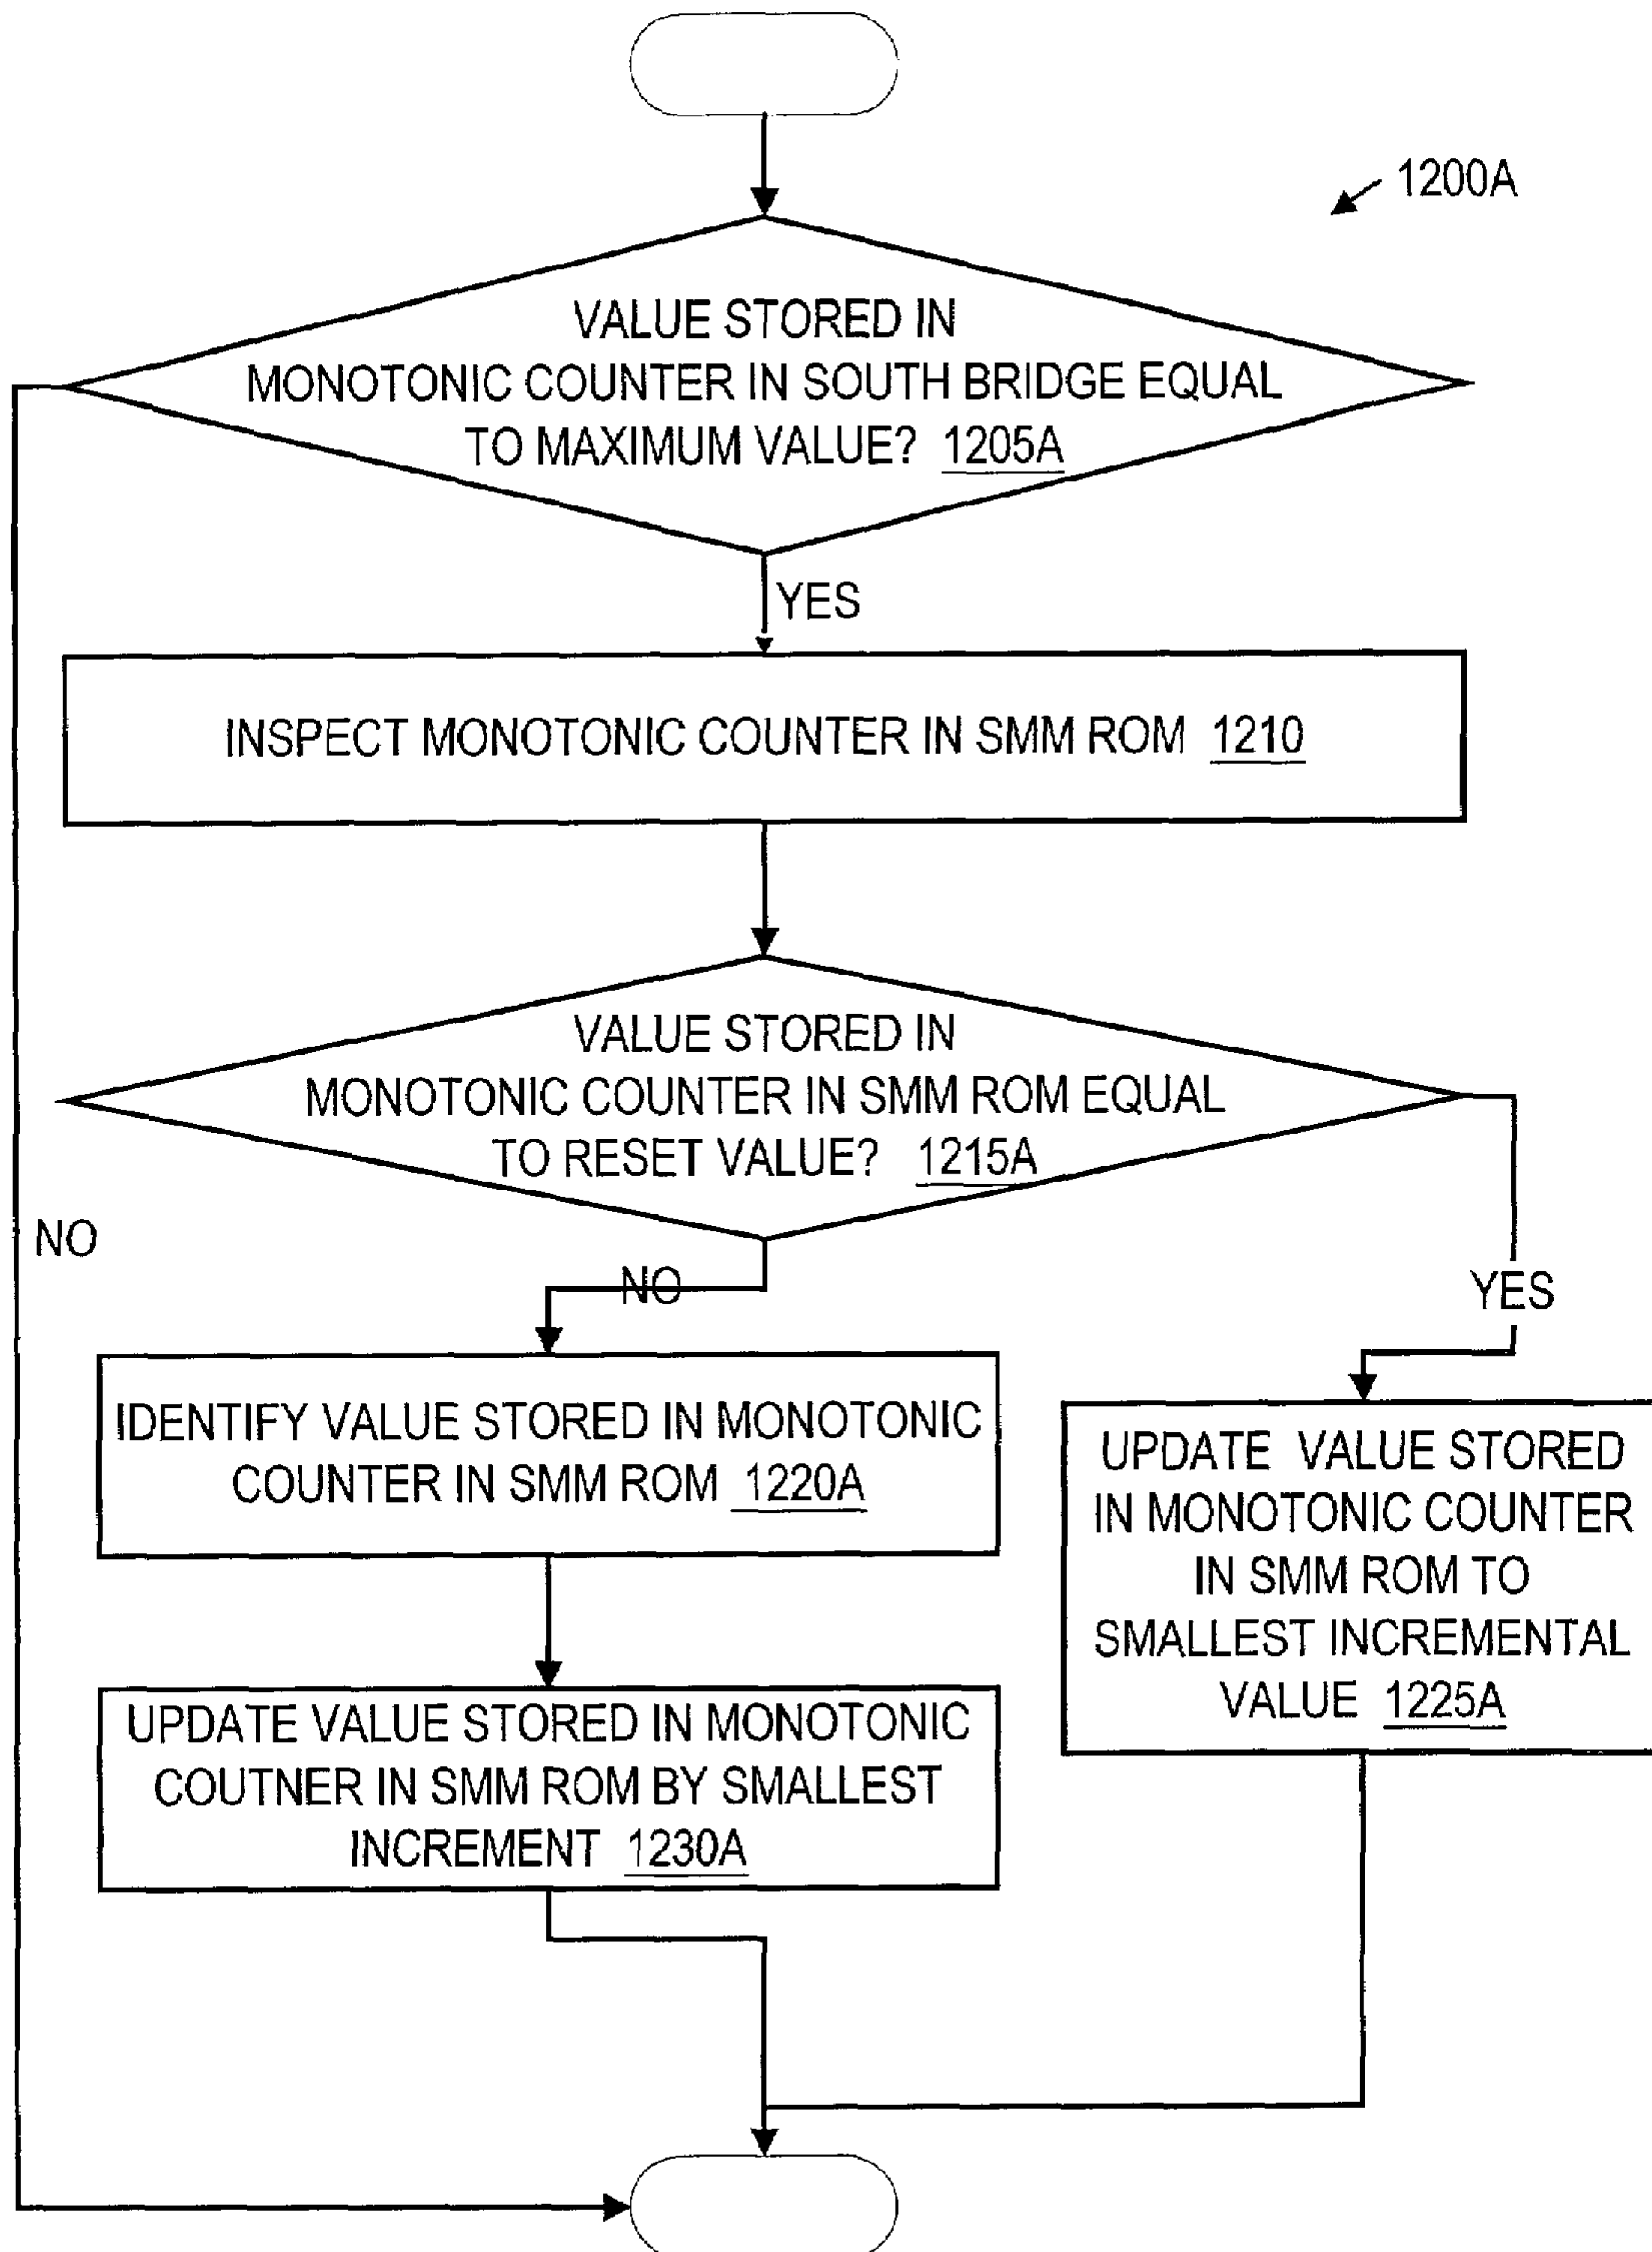 1200A
VALUE STORED IN
MONOTONIC COUNTER IN SOUTH BRIDGE EQUAL
TO MAXIMUM VALUE? 1205A
YES
INSPECT MONOTONIC COUNTER IN SMM ROM 1210
VALUE STORED IN
MONOTONIC COUNTER IN SMM ROM EQUAL
TO RESET VALUE? 1215A
NO
NO
YES
IDENTIFY VALUE STORED IN MONOTONIC
COUNTER IN SMM ROM 1220A
UPDATE VALUE STORED
IN MONOTONIC COUNTER
IN SMM ROM TO
SMALLEST INCREMENTAL
VALUE 1225A
UPDATE VALUE STORED IN MONOTONIC
COUTNER IN SMM ROM BY SMALLEST
INCREMENT 1230A